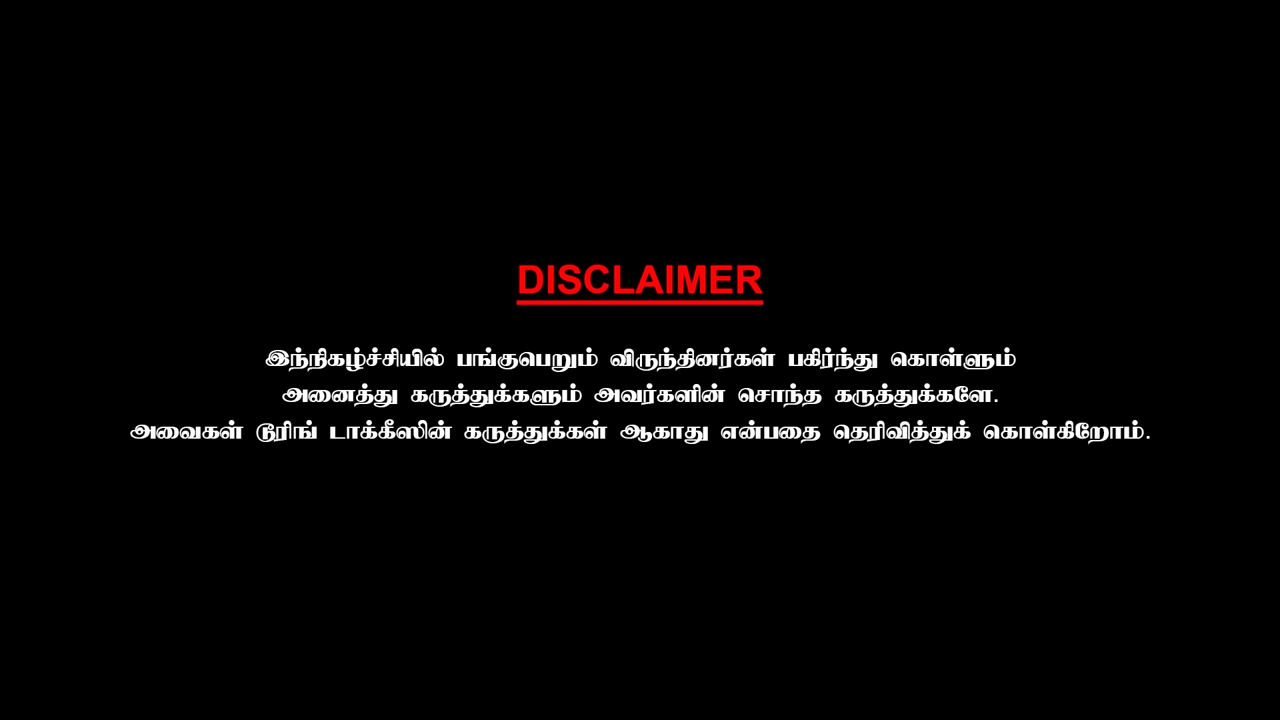 DISCLAIMER
இந்நிகழ்ச்சியில் பங்குபெறும் விருந்தினர்கள் பகிர்ந்து கொள்ளும்
அனைத்து கருத்துக்களும் அவர்களின் சொந்த கருத்துக்களே.
அவைகள் டூரிங் டாக்கீஸின் கருத்துக்கள் ஆகாது என்பதை தெரிவித்துக் கொள்கிறோம்.